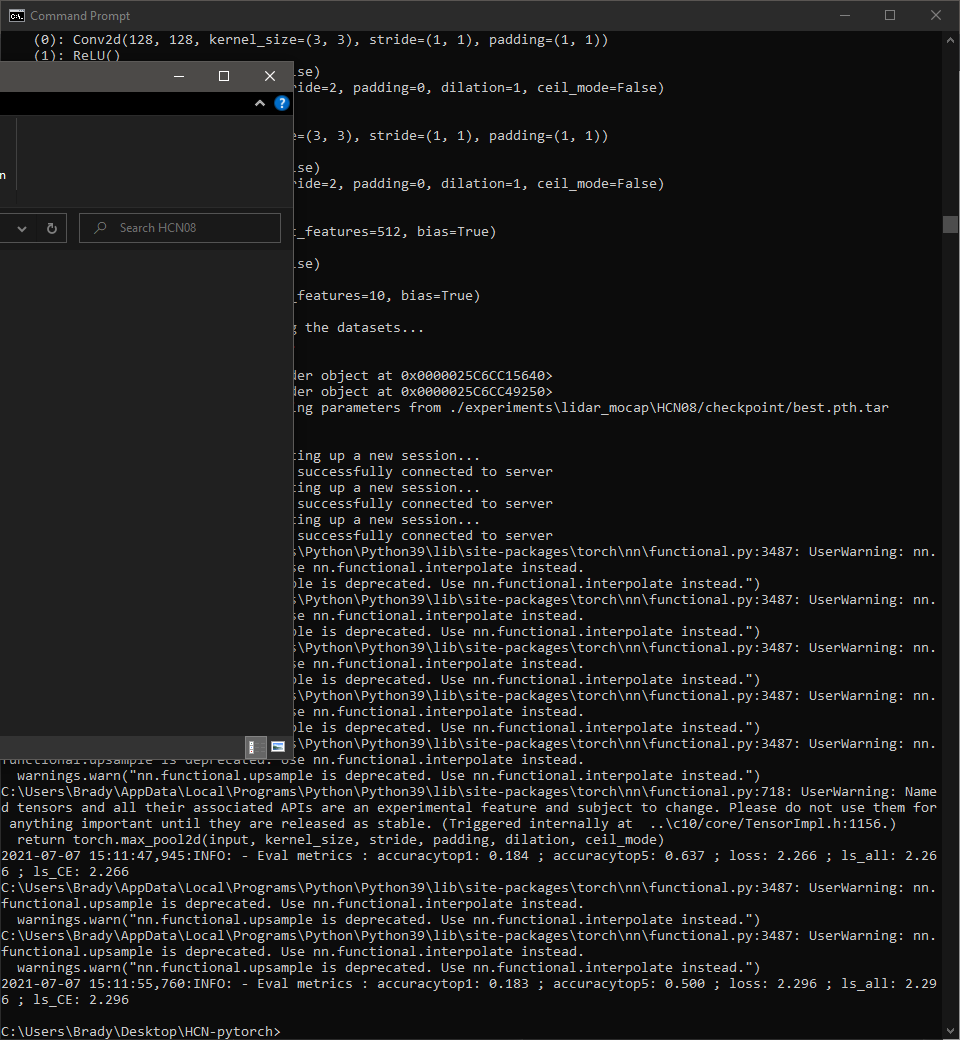 Command Prompt
(0): Conv2d(128, 128, kernel_size=(3, 3), stride=(1, 1), padding=(1, 1))
(1): ReLU()
lse)
ride=2, padding=0, dilation=1, ceil_mode=False)
=(3, 3), stride=(1, 1), padding=(1, 1))
lse)
ride=2, padding=0, dilation=1, ceil_mode=False)
n
Search HCN08
t_features=512, bias=True)
lse)
_features=10, bias=True)
g the datasets...
der object at 0x0000025C6CC15640>
der object at 0x0000025C6CC49250>
ing parameters from ./experiments\lidar_mocap\HCN08/checkpoint/best.pth.tar
ting up a new session...
successfully connected to server
ting up a new session...
successfully connected to server
ting up a new session...
successfully connected to server
s\Python\Python39\lib\site-packages\torch\nn\functional.py:3487: UserWarning: nn.
se nn.functional.interpolate instead.
ble is deprecated. Use nn.functional.interpolate instead.")
s\Python\Python39\lib\site-packages\torch\nn\functional.py:3487: UserWarning: nn.
se nn.functional.interpolate instead.
ble is deprecated. Use nn.functional.interpolate instead.")
s\Python\Python39\lib\site-packages\torch\nn\functional.py:3487: UserWarning: nn.
se nn.functional.interpolate instead.
ble is deprecated. Use nn.functional.interpolate instead.")
s\Python\Python39\lib\site-packages\torch\nn\functional.py:3487: UserWarning: nn.
se nn.functional.interpolate instead.
ble is deprecated. Use nn.functional.interpolate instead.")
s\Python\Python39\lib\site-packages\torch\nn\functional.py:3487: UserWarning: nn.
functional.upsample is deprecated. Use nn.functional.interpolate instead.
warnings.warn("nn.functional.upsample is deprecated. Use nn.functional.interpolate instead.")
C:\Users\Brady\AppData\Local\Programs\Python\Python39\lib\site-packages\torch\nn\functional.py:718: UserWarning: Name
d tensors and all their associated APIs are an experimental feature and subject to change. Please do not use them for
anything important until they are released as stable. (Triggered internally at  ..\c10/core/TensorImpl.h:1156.)
return torch.max_pool2d(input, kernel_size, stride, padding, dilation, ceil_mode)
2021-07-07 15:11:47,945:INFO: - Eval metrics : accuracytop1: 0.184 ; accuracytop5: 0.637 ; loss: 2.266 ; ls_all: 2.26
6 ; ls_CE: 2.266
C:\Users\Brady\AppData\Local\Programs\Python\Python39\lib\site-packages\torch\nn\functional.py:3487: UserWarning: nn.
functional.upsample is deprecated. Use nn.functional.interpolate instead.
warnings.warn("nn.functional.upsample is deprecated. Use nn.functional.interpolate instead.")
C:\Users\Brady\AppData\Local\Programs\Python\Python39\lib\site-packages\torch\nn\functional.py:3487: UserWarning: nn.
functional.upsample is deprecated. Use nn.functional.interpolate instead.
warnings.warn("nn.functional.upsample is deprecated. Use nn.functional.interpolate instead.")
2021-07-07 15:11:55,760:INFO: - Eval metrics : accuracytop1: 0.183 ; accuracytop5: 0.500 ; loss: 2.296 ; ls_all: 2.29
6 ; ls_CE: 2.296
C:\Users\Brady\Desktop\HCN-pytorch>